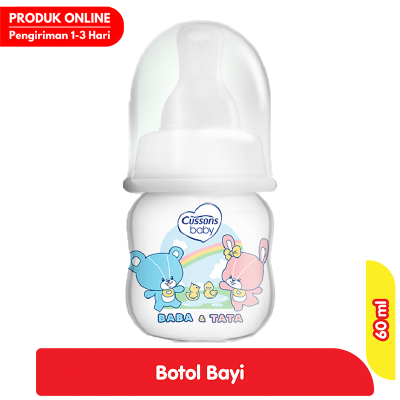 PRODUK ONLINE
Pengiriman 1-3 Hari
Cussons
baby
BABA & TATA
60 ml
Botol Bayi